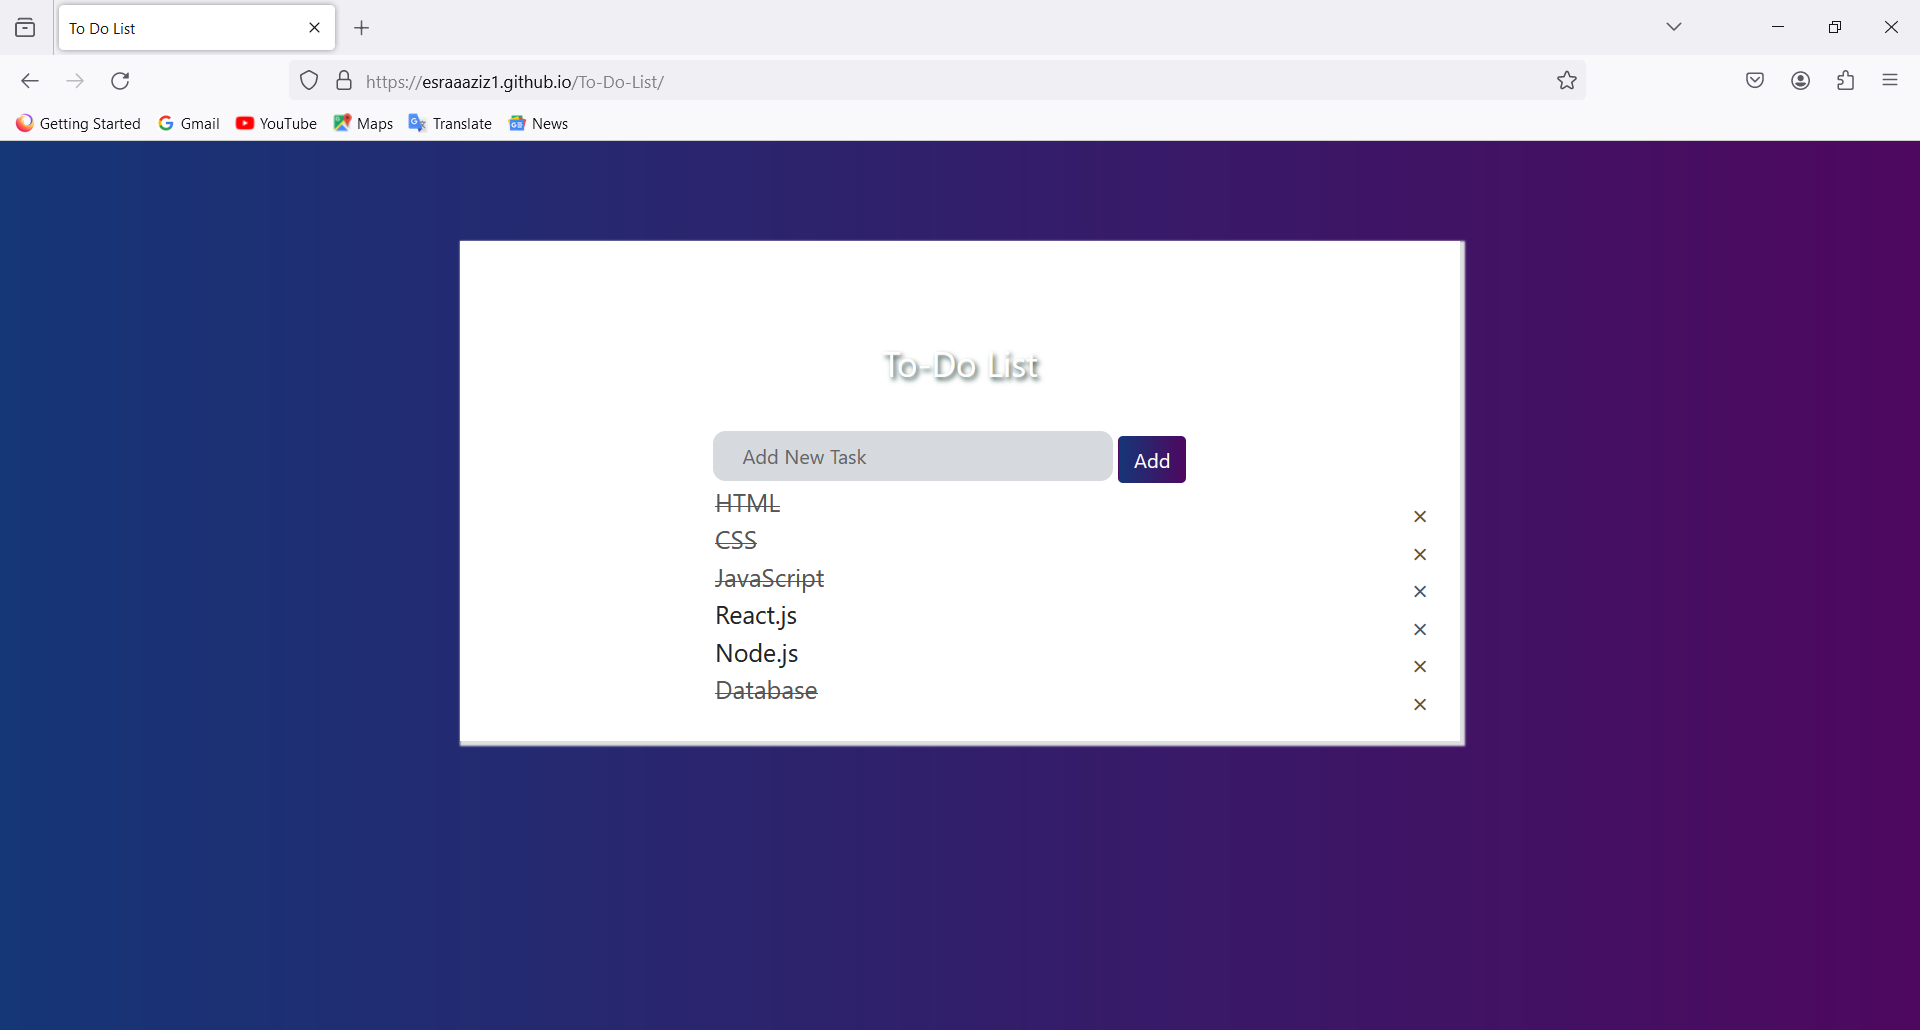 To Do List
https://esraaaziz1.github.io/To-Do-List/
Getting Started Gmail YouTube Maps Translate News
To-Do List
Add New Task Add
HTML
CSS
JavaScript
React.js
Node.js
Database